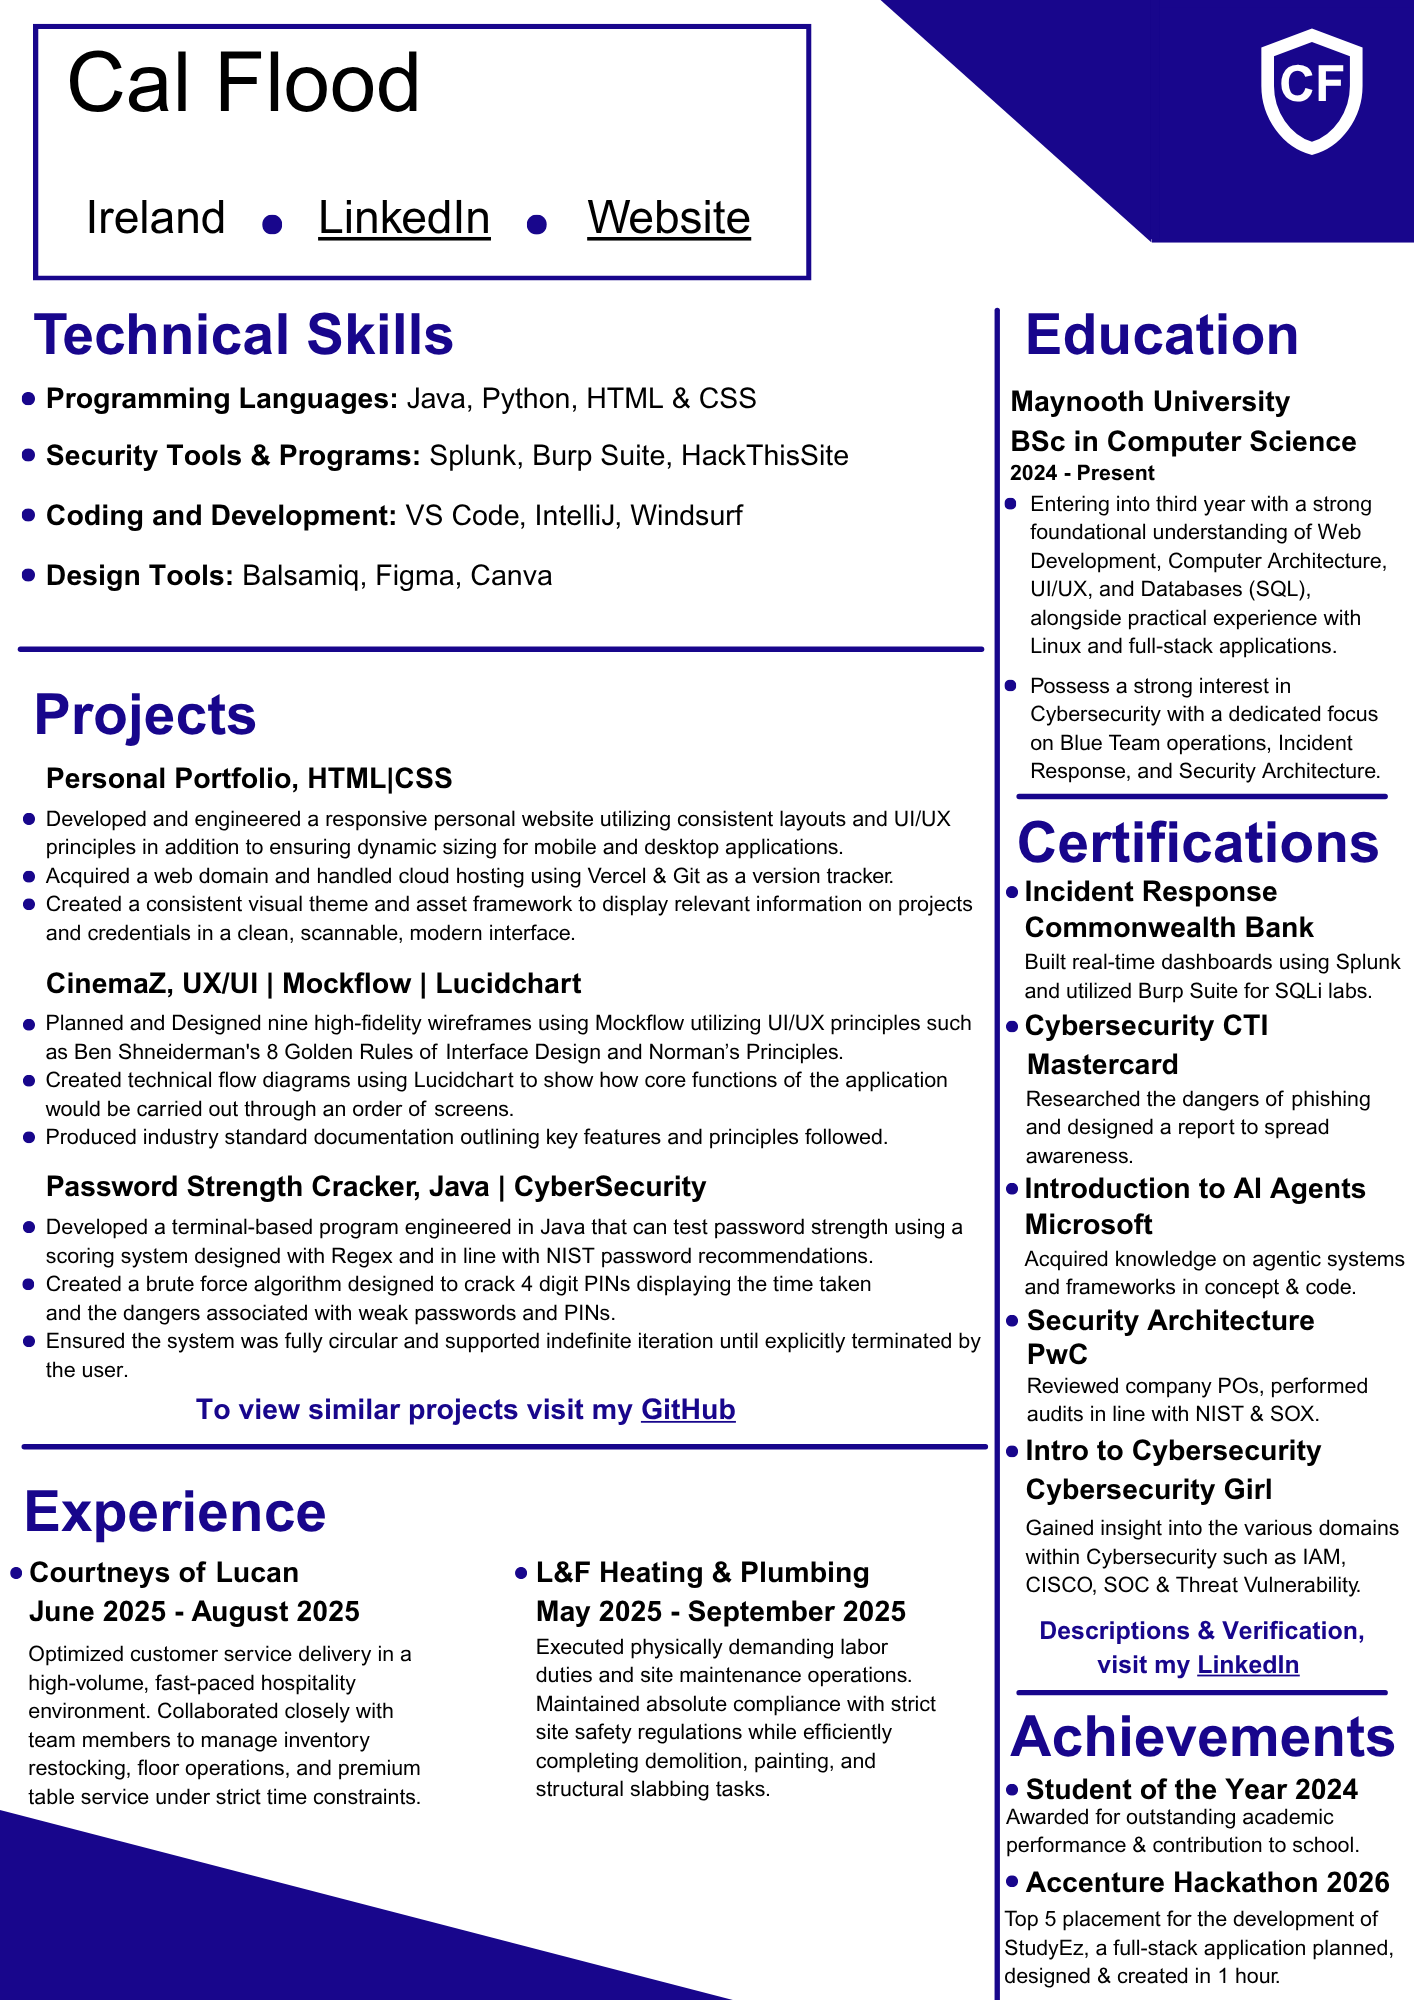 Cal Flood
CF
Ireland • LinkedIn • Website
Technical Skills
• Programming Languages: Java, Python, HTML & CSS
• Security Tools & Programs: Splunk, Burp Suite, HackThisSite
• Coding and Development: VS Code, IntelliJ, Windsurf
• Design Tools: Balsamiq, Figma, Canva
Projects
Personal Portfolio, HTML|CSS
• Developed and engineered a responsive personal website utilizing consistent layouts and UI/UX
principles in addition to ensuring dynamic sizing for mobile and desktop applications.
• Acquired a web domain and handled cloud hosting using Vercel & Git as a version tracker.
• Created a consistent visual theme and asset framework to display relevant information on projects
and credentials in a clean, scannable, modern interface.
CinemaZ, UX/UI | Mockflow | Lucidchart
• Planned and Designed nine high-fidelity wireframes using Mockflow utilizing UI/UX principles such
as Ben Shneiderman's 8 Golden Rules of Interface Design and Norman’s Principles.
• Created technical flow diagrams using Lucidchart to show how core functions of the application
would be carried out through an order of screens.
• Produced industry standard documentation outlining key features and principles followed.
Password Strength Cracker, Java | CyberSecurity
• Developed a terminal-based program engineered in Java that can test password strength using a
scoring system designed with Regex and in line with NIST password recommendations.
• Created a brute force algorithm designed to crack 4 digit PINs displaying the time taken
and the dangers associated with weak passwords and PINs.
• Ensured the system was fully circular and supported indefinite iteration until explicitly terminated by
the user.
To view similar projects visit my GitHub
Experience
• Courtneys of Lucan
June 2025 - August 2025
Optimized customer service delivery in a
high-volume, fast-paced hospitality
environment. Collaborated closely with
team members to manage inventory
restocking, floor operations, and premium
table service under strict time constraints.
• L&F Heating & Plumbing
May 2025 - September 2025
Executed physically demanding labor
duties and site maintenance operations.
Maintained absolute compliance with strict
site safety regulations while efficiently
completing demolition, painting, and
structural slabbing tasks.
Education
Maynooth University
BSc in Computer Science
2024 - Present
• Entering into third year with a strong
foundational understanding of Web
Development, Computer Architecture,
UI/UX, and Databases (SQL),
alongside practical experience with
Linux and full-stack applications.
• Possess a strong interest in
Cybersecurity with a dedicated focus
on Blue Team operations, Incident
Response, and Security Architecture.
Certifications
• Incident Response
Commonwealth Bank
Built real-time dashboards using Splunk
and utilized Burp Suite for SQLi labs.
• Cybersecurity CTI
Mastercard
Researched the dangers of phishing
and designed a report to spread
awareness.
• Introduction to AI Agents
Microsoft
Acquired knowledge on agentic systems
and frameworks in concept & code.
• Security Architecture
PwC
Reviewed company POs, performed
audits in line with NIST & SOX.
• Intro to Cybersecurity
Cybersecurity Girl
Gained insight into the various domains
within Cybersecurity such as IAM,
CISCO, SOC & Threat Vulnerability.
Descriptions & Verification,
visit my LinkedIn
Achievements
• Student of the Year 2024
Awarded for outstanding academic
performance & contribution to school.
• Accenture Hackathon 2026
Top 5 placement for the development of
StudyEz, a full-stack application planned,
designed & created in 1 hour.